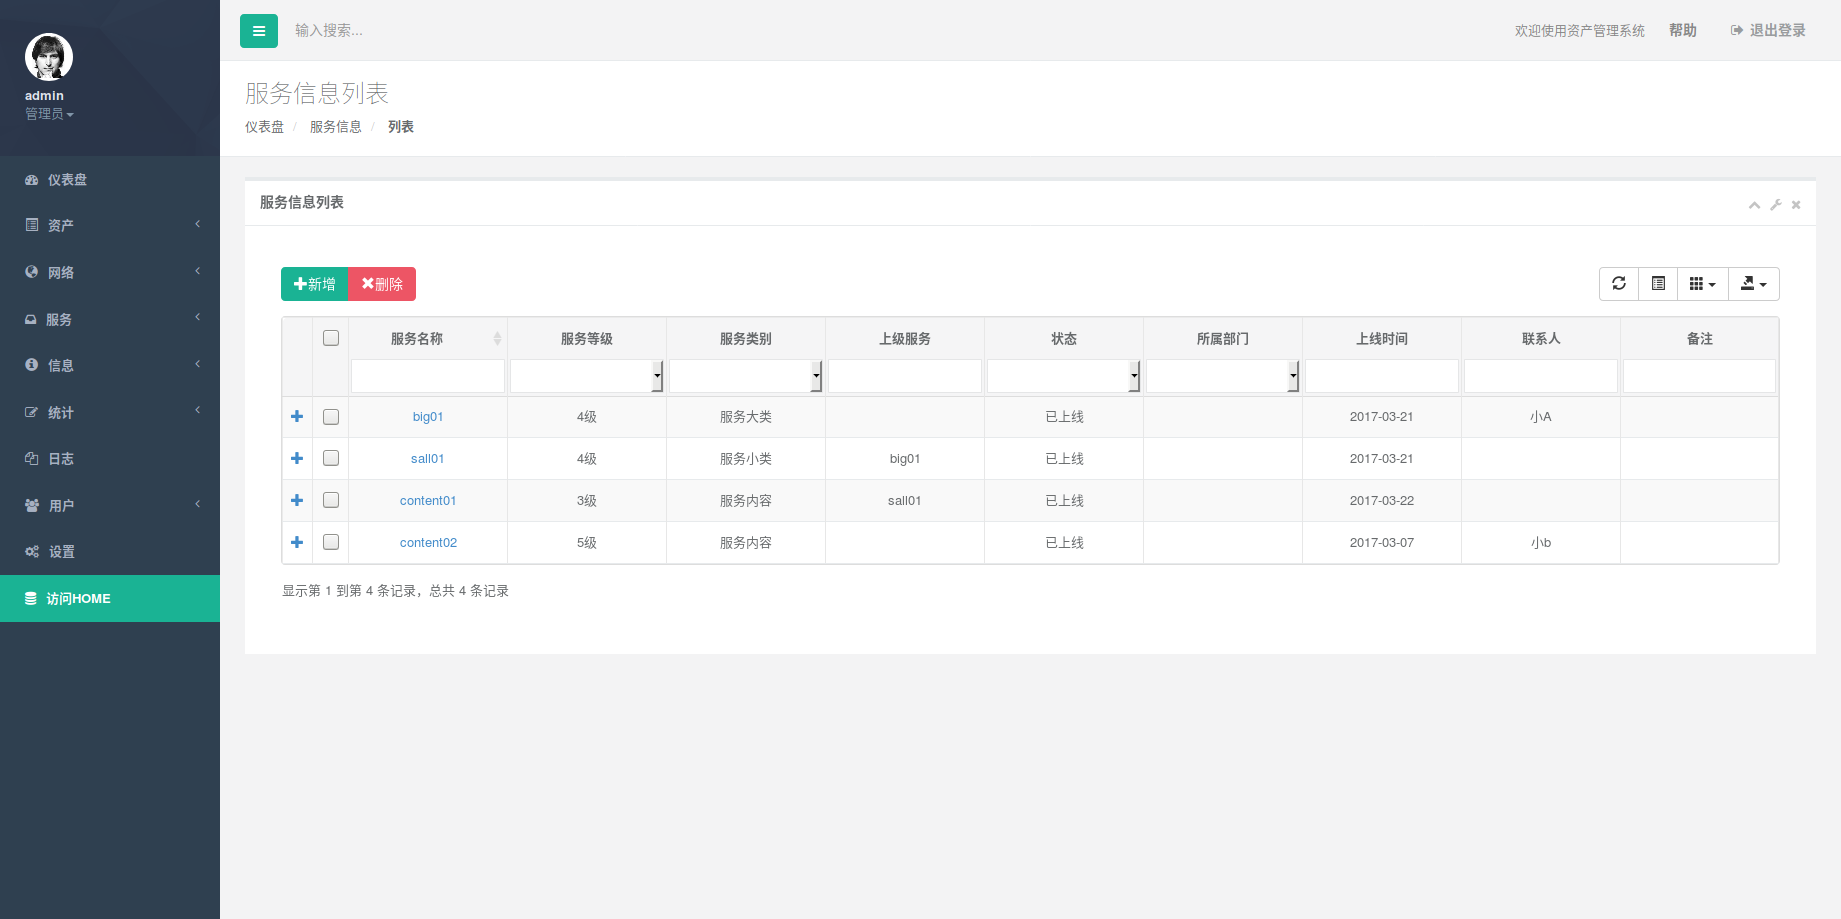 admin
管理员
仪表盘
资产
网络
服务
信息
统计
日志
用户
设置
访问HOME
输入搜索...
欢迎使用资产管理系统 帮助 退出登录
服务信息列表
仪表盘 / 服务信息 / 列表
服务信息列表
新增 删除
服务名称 服务等级 服务类别 上级服务 状态 所属部门 上线时间 联系人 备注
big01 4级 服务大类 已上线 2017-03-21 小A
sall01 4级 服务小类 big01 已上线 2017-03-21
content01 3级 服务内容 sall01 已上线 2017-03-22
content02 5级 服务内容 已上线 2017-03-07 小b
显示第 1 到第 4 条记录，总共 4 条记录